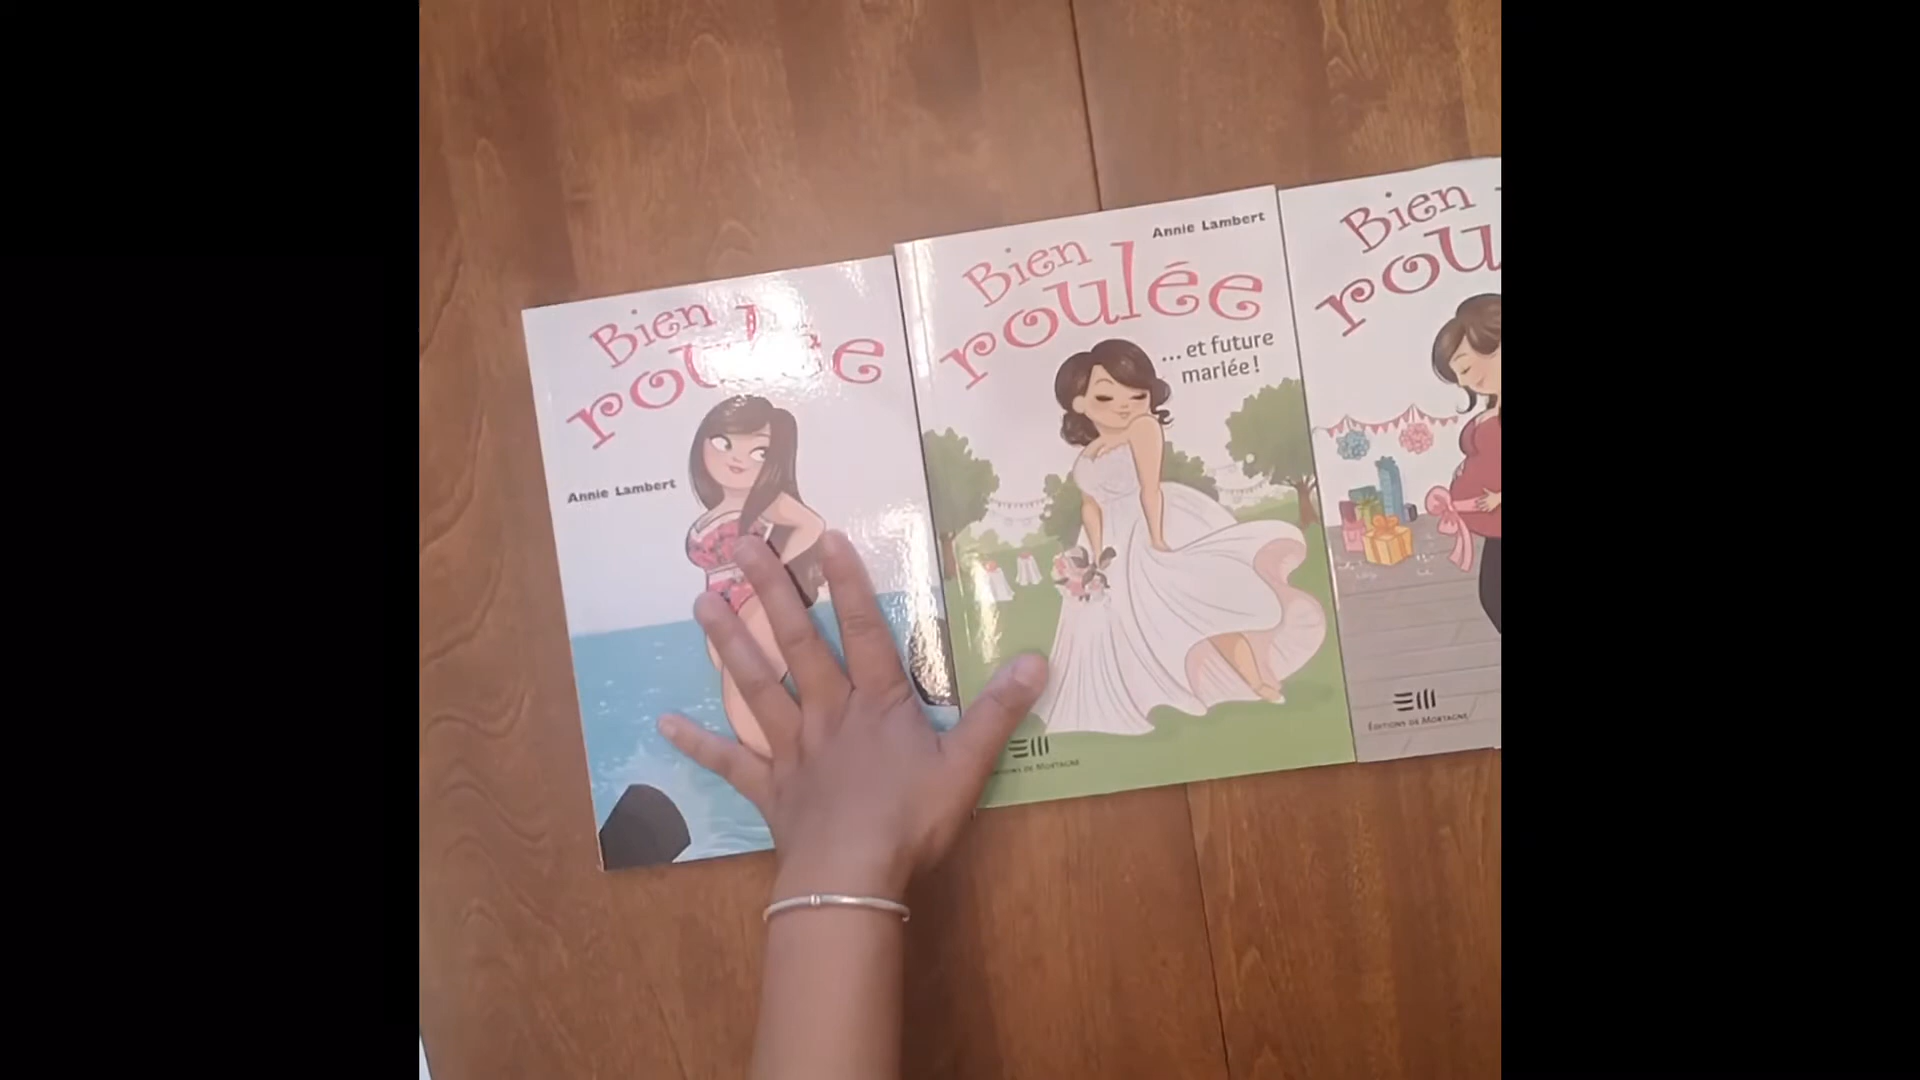 Bien
roulée
Annie Lambert
Annie Lambert
Bien
roulée
... et future
mariée !
ÉDITIONS DE MORTAGNE
Bien
rou
ÉDITIONS DE MORTAGNE